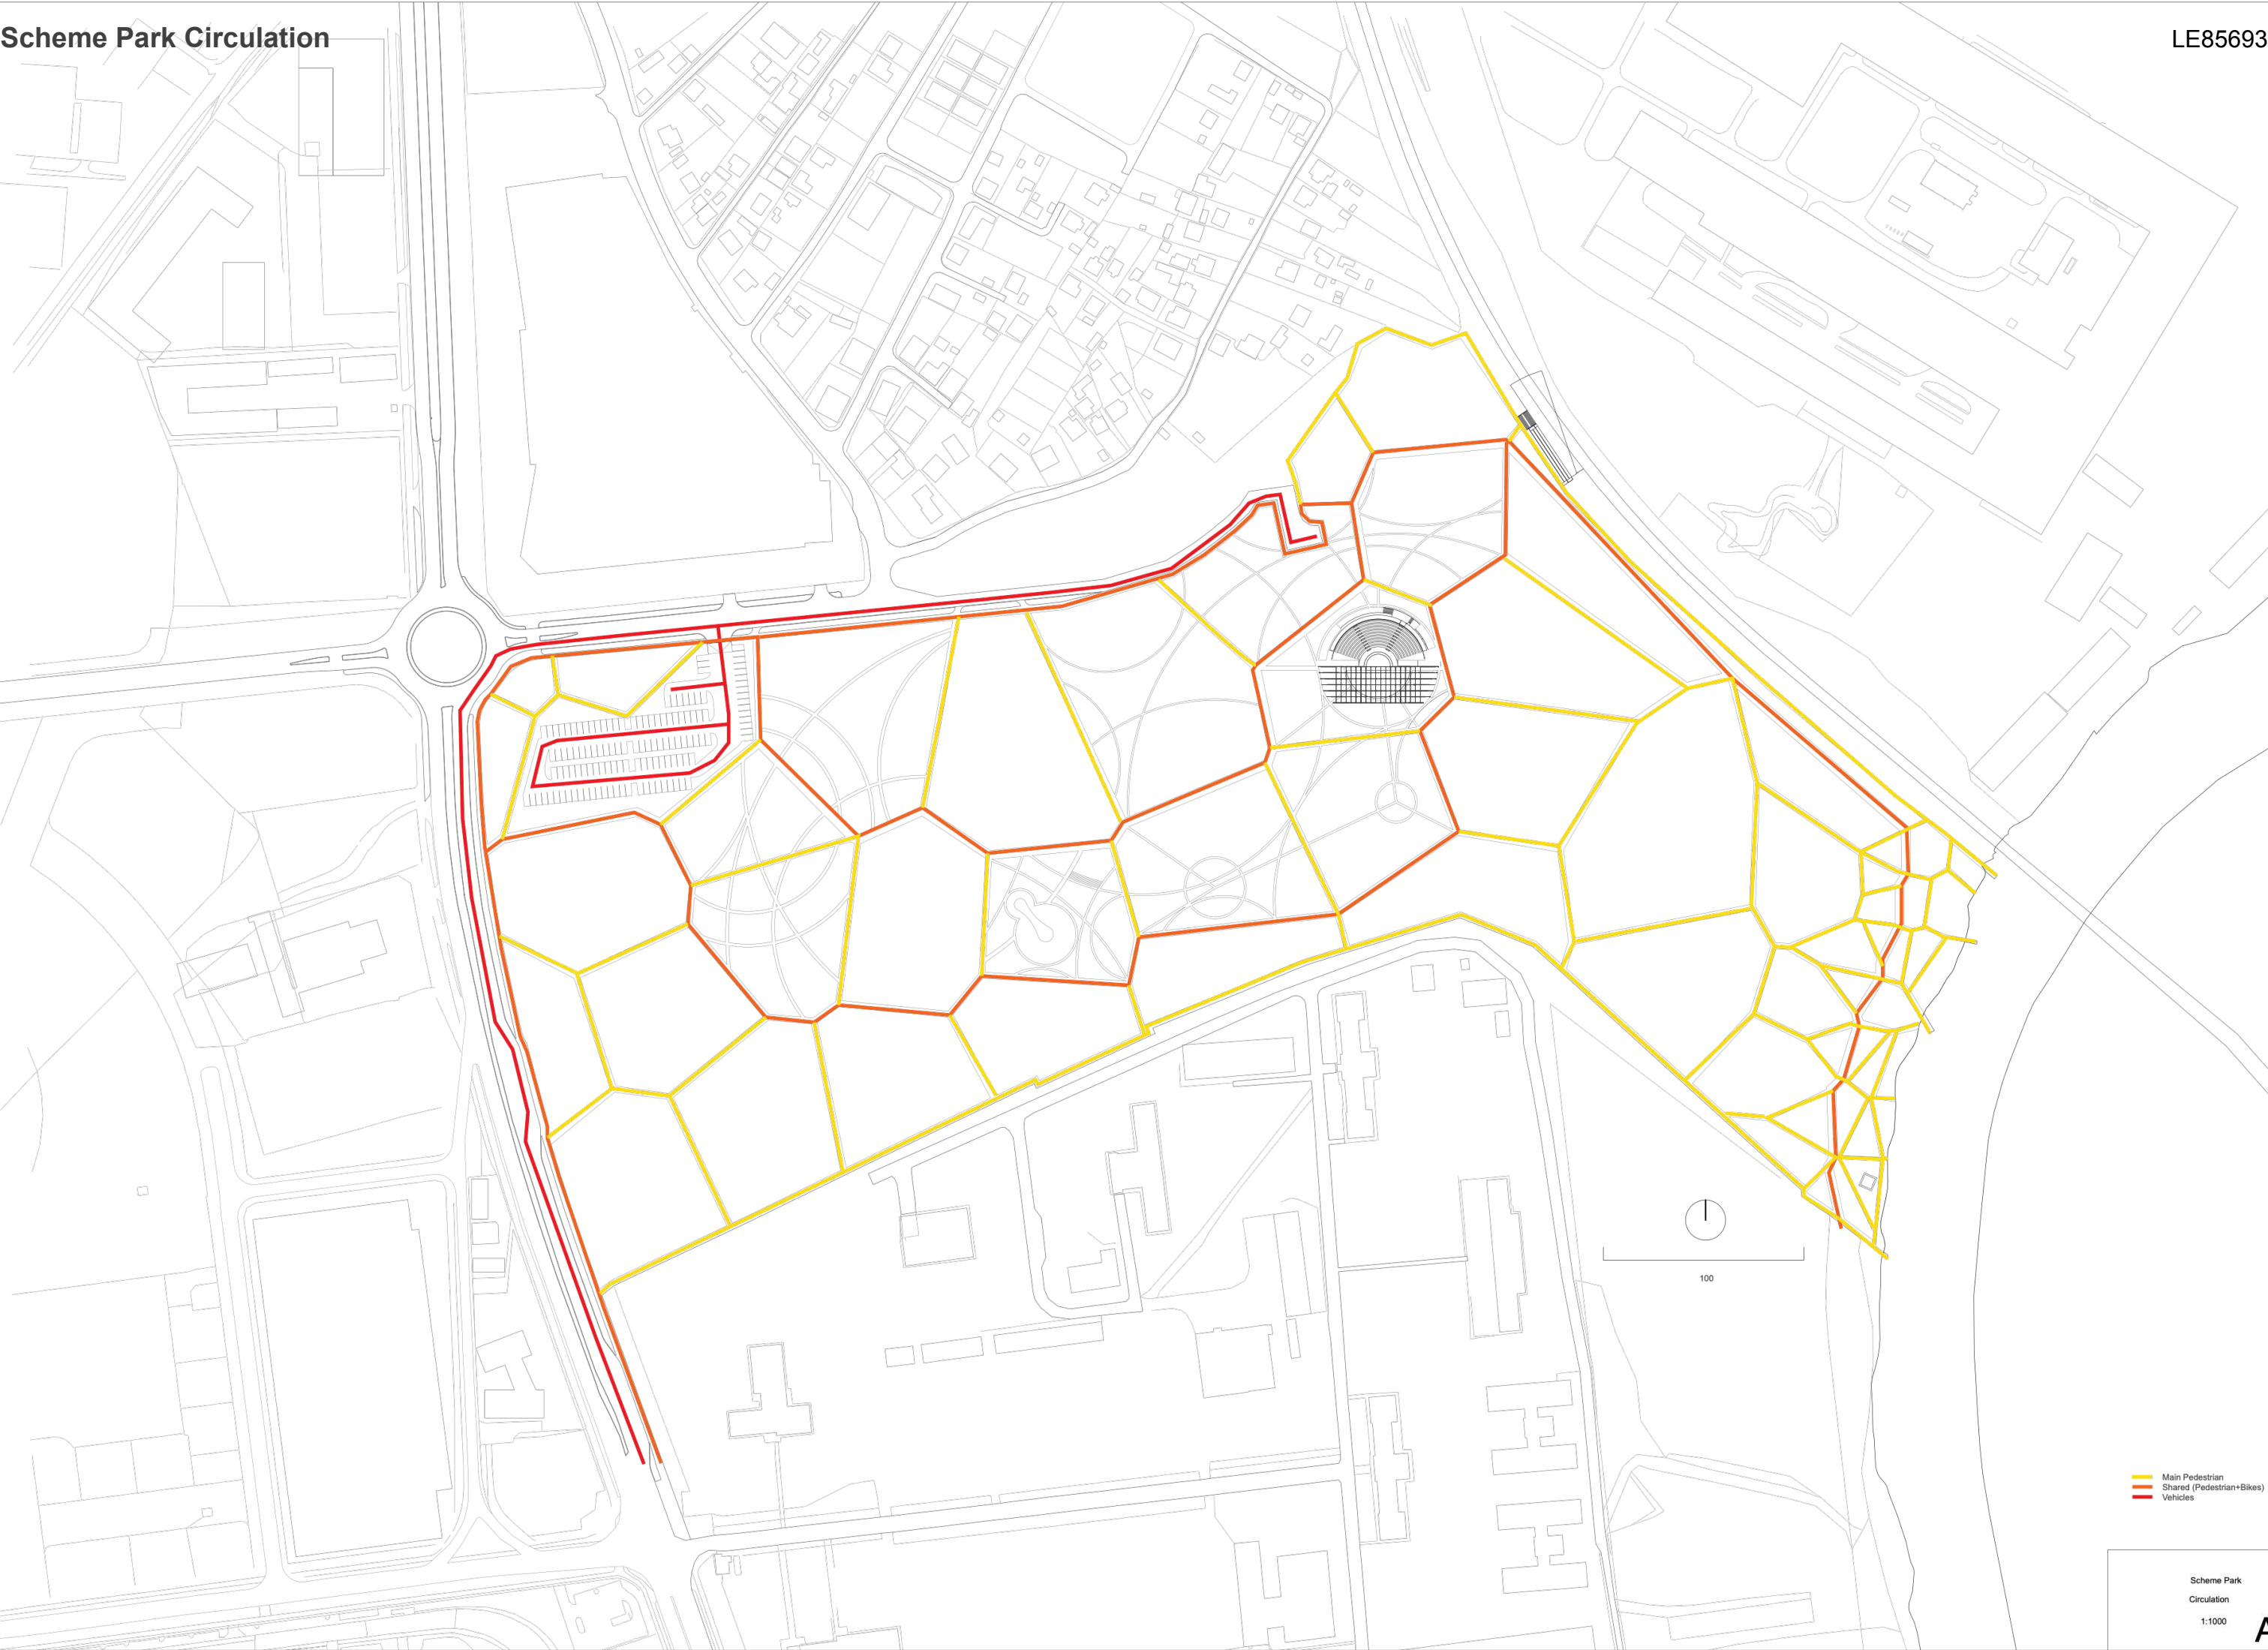 Scheme Park Circulation
LE85693
100
Main Pedestrian
Shared (Pedestrian+Bikes)
Vehicles
Scheme Park
Circulation
1:1000
A